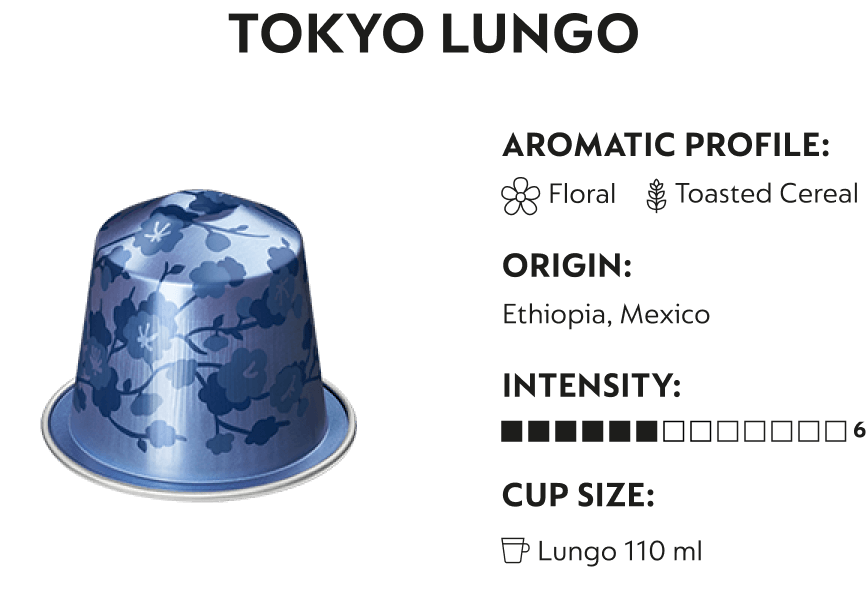 TOKYO LUNGO
AROMATIC PROFILE:
Floral Toasted Cereal
ORIGIN:
Ethiopia, Mexico
INTENSITY:
6
CUP SIZE:
Lungo 110 ml